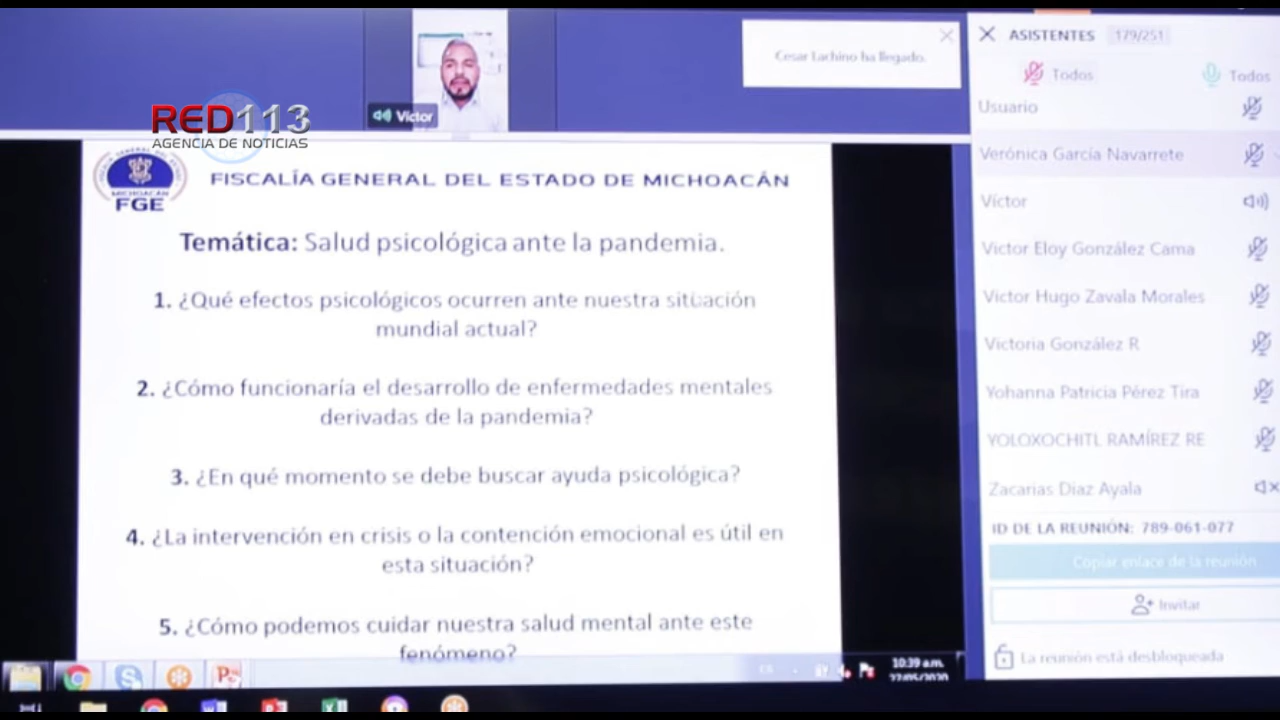 Cesar Lachino ha llegado.
ASISTENTES 179/251
Todos Todos
Víctor
RED113
AGENCIA DE NOTICIAS
Usuario
Verónica García Navarrete
Víctor
Victor Eloy González Cama
Victor Hugo Zavala Morales
Victoria González R
Yohanna Patricia Pérez Tira
YOLOXOCHITL RAMÍREZ RE
Zacarias Diaz Ayala
ID DE LA REUNIÓN: 789-061-077
Copiar enlace de la reunión
Invitar
La reunión está desbloqueada
MICHOACÁN
FGE
FISCALÍA GENERAL DEL ESTADO DE MICHOACÁN
Temática: Salud psicológica ante la pandemia.
1. ¿Qué efectos psicológicos ocurren ante nuestra situación
mundial actual?
2. ¿Cómo funcionaría el desarrollo de enfermedades mentales
derivadas de la pandemia?
3. ¿En qué momento se debe buscar ayuda psicológica?
4. ¿La intervención en crisis o la contención emocional es útil en
esta situación?
5. ¿Cómo podemos cuidar nuestra salud mental ante este
fenómeno?
ES
10:39 a.m.
27/05/2020